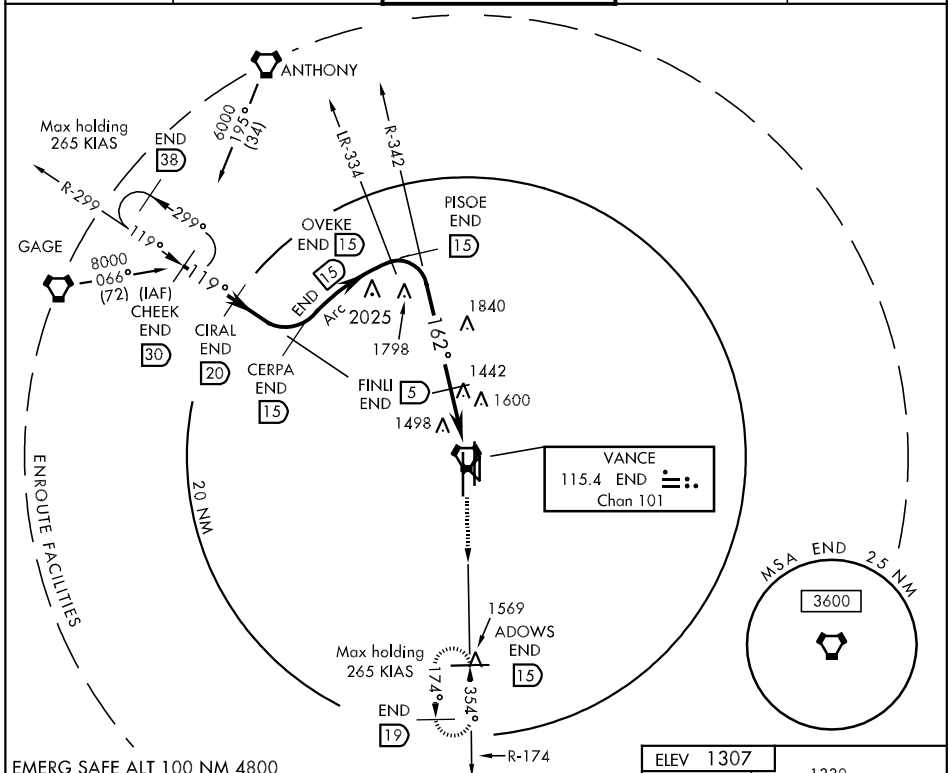 ANTHONY
6000
195°
(34)
Max holding
265 KIAS
END
38
R-299
299°
119°
119°
LR-334
R-342
GAGE
8000
066°
(72)
(IAF)
CHEEK
END
30
CIRAL
END
20
CERPA
END
15
OVEKE
END 15
END 15
Arc
PISOE
END
15
2025
1798
1840
162°
FINLI
END
5
1442
1600
1498
VANCE
115.4 END
Chan 101
20 NM
ENROUTE FACILITIES
MSA END 25 NM
3600
1569
ADOWS
END
15
Max holding
265 KIAS
174°
354°
END
19
R-174
EMERG SAFE ALT 100 NM 4800
ELEV 1307